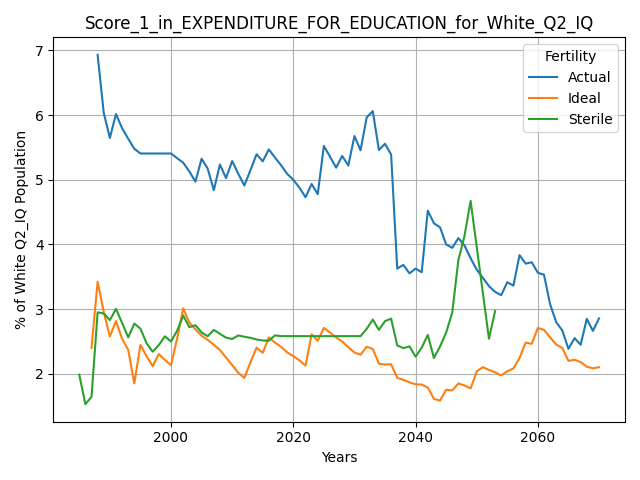 Score_1_in_EXPENDITURE_FOR_EDUCATION_for_White_Q2_IQ
7
6
5
4
3
2
% of White Q2_IQ Population
Fertility
Actual
Ideal
Sterile
2000 2020 2040 2060
Years